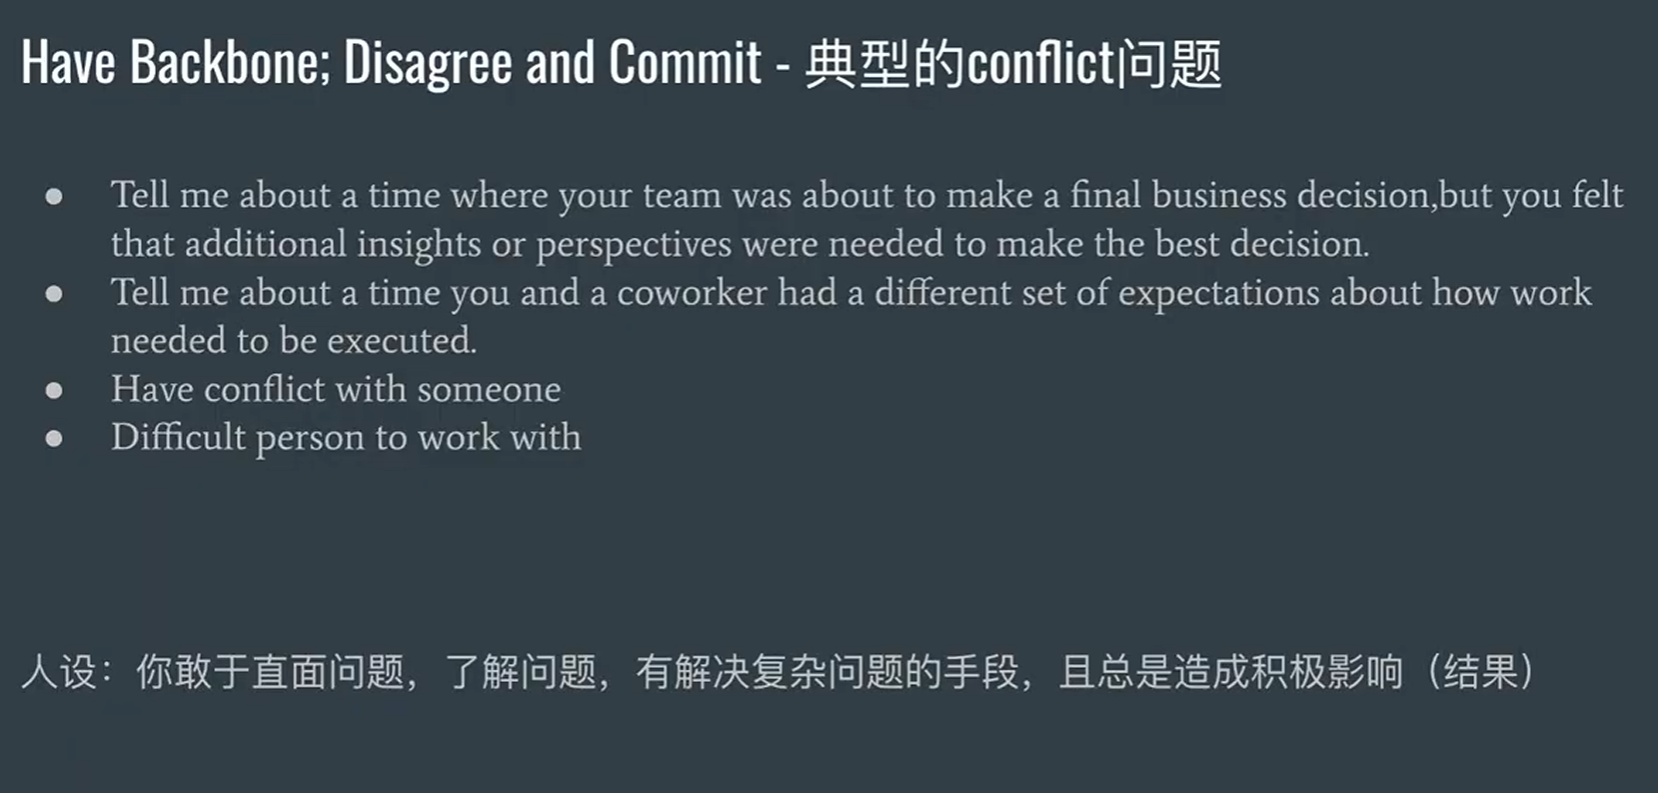 Have Backbone; Disagree and Commit - 典型的conflict问题
● Tell me about a time where your team was about to make a final business decision,but you felt
that additional insights or perspectives were needed to make the best decision.
● Tell me about a time you and a coworker had a different set of expectations about how work
needed to be executed.
● Have conflict with someone
● Difficult person to work with
人设：你敢于直面问题，了解问题，有解决复杂问题的手段，且总是造成积极影响（结果）